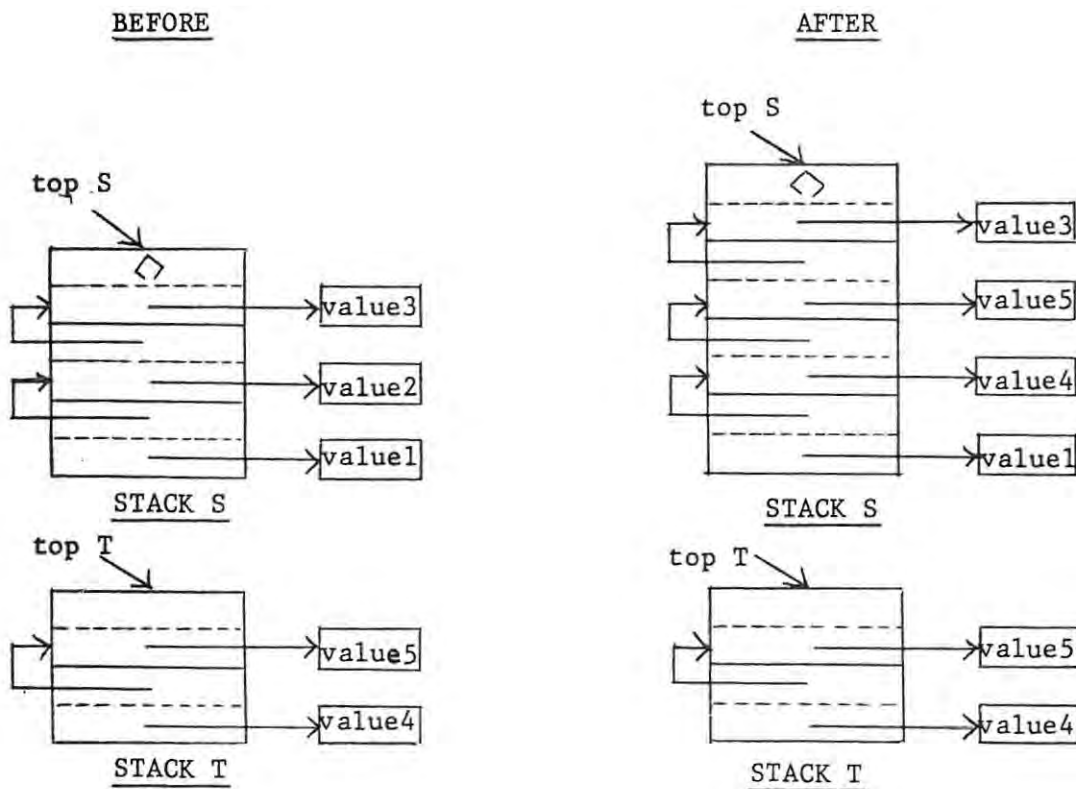 BEFORE
AFTER
top S
value3
value2
value1
STACK S
top T
value5
value4
STACK T
top S
value3
value5
value4
value1
STACK S
top T
value5
value4
STACK T